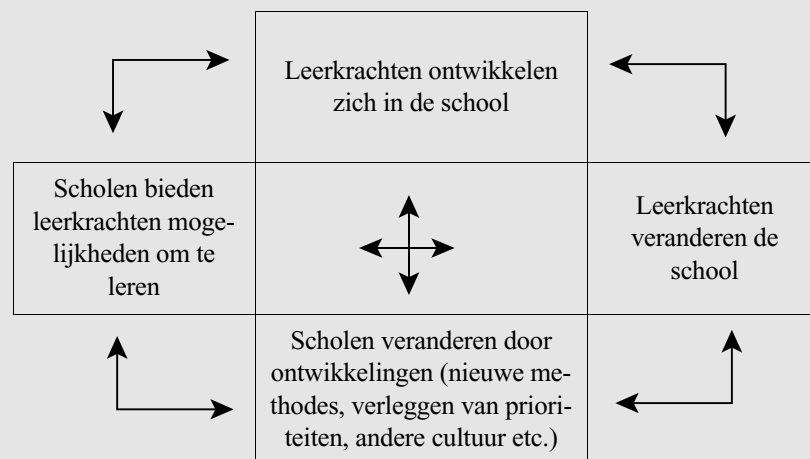 Leerkrachten ontwikkelen
zich in de school
Scholen bieden
leerkrachten moge-
lijkheden om te
leren
Leerkrachten
veranderen de
school
Scholen veranderen door
ontwikkelingen (nieuwe me-
thodes, verleggen van priori-
teiten, andere cultuur etc.)